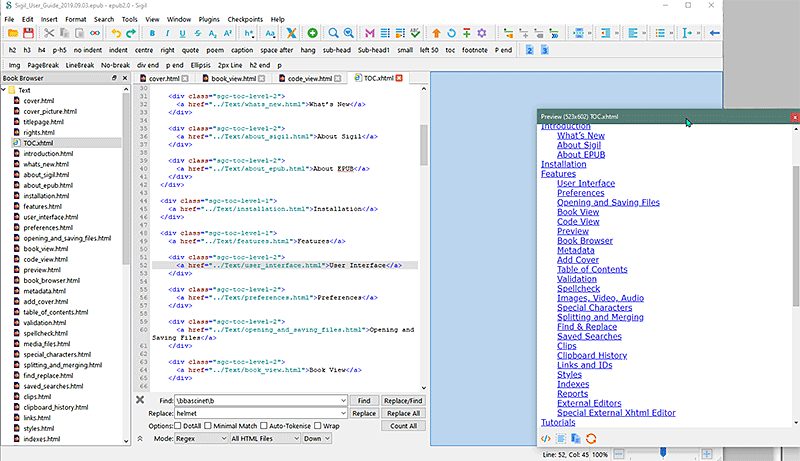 Sigil_User_Guide_2019.09.03.epub - epub2.0 - Sigil
File Edit Insert Format Search Tools View Window Plugins Checkpoints Help
h2 h3 h4 p-h5 no indent indent centre right quote poem caption space after hang sub-head Sub-head1 small left 50 toc footnote P end 2 3
Img PageBreak LineBreak No-break div end p end Ellipsis 2px Line h2 end p
Book Browser
Text
cover.html
cover_picture.html
titlepage.html
rights.html
TOC.xhtml
introduction.html
whats_new.html
about_sigil.html
about_epub.html
installation.html
features.html
user_interface.html
preferences.html
opening_and_saving_files.html
book_view.html
code_view.html
preview.html
book_browser.html
metadata.html
add_cover.html
table_of_contents.html
validation.html
spellcheck.html
media_files.html
special_characters.html
splitting_and_merging.html
find_replace.html
saved_searches.html
clips.html
clipboard_history.html
links.html
styles.html
indexes.html
cover.html book_view.html code_view.html TOC.xhtml
30
31 <div class="sgc-toc-level-2">
32 <a href="../Text/whats_new.html">What's New</a>
33 </div>
34
35 <div class="sgc-toc-level-2">
36 <a href="../Text/about_sigil.html">About Sigil</a>
37 </div>
38
39 <div class="sgc-toc-level-2">
40 <a href="../Text/about_epub.html">About EPUB</a>
41 </div>
42 </div>
43
44 <div class="sgc-toc-level-1">
45 <a href="../Text/installation.html">Installation</a>
46 </div>
47
48 <div class="sgc-toc-level-1">
49 <a href="../Text/features.html">Features</a>
50
51 <div class="sgc-toc-level-2">
52 <a href="../Text/user_interface.html">User Interface</a>
53 </div>
54
55 <div class="sgc-toc-level-2">
56 <a href="../Text/preferences.html">Preferences</a>
57 </div>
58
59 <div class="sgc-toc-level-2">
60 <a href="../Text/opening_and_saving_files.html">Opening and
Saving Files</a>
61 </div>
62
63 <div class="sgc-toc-level-2">
64 <a href="../Text/book_view.html">Book View</a>
65 </div>
66
Find: \bbascinet\b Find Replace/Find
Replace: helmet Replace Replace All
Options: DotAll Minimal Match Auto-Tokenise Wrap Count All
Mode: Regex All HTML Files Down
Preview (523x602) TOC.xhtml
Introduction
What's New
About Sigil
About EPUB
Installation
Features
User Interface
Preferences
Opening and Saving Files
Book View
Code View
Preview
Book Browser
Metadata
Add Cover
Table of Contents
Validation
Spellcheck
Images, Video, Audio
Special Characters
Splitting and Merging
Find & Replace
Saved Searches
Clips
Clipboard History
Links and IDs
Styles
Indexes
Reports
External Editors
Special External Xhtml Editor
Tutorials
Line: 52, Col: 45 100%